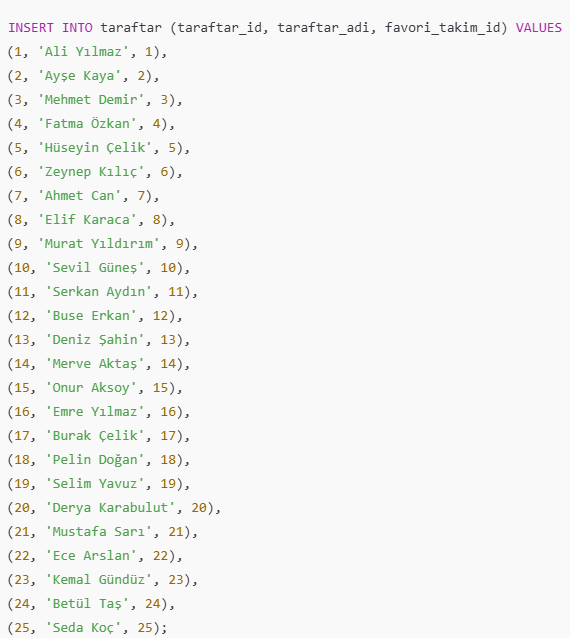 INSERT INTO taraftar (taraftar_id, taraftar_adi, favori_takim_id) VALUES
(1, 'Ali Yılmaz', 1),
(2, 'Ayşe Kaya', 2),
(3, 'Mehmet Demir', 3),
(4, 'Fatma Özkan', 4),
(5, 'Hüseyin Çelik', 5),
(6, 'Zeynep Kılıç', 6),
(7, 'Ahmet Can', 7),
(8, 'Elif Karaca', 8),
(9, 'Murat Yıldırım', 9),
(10, 'Sevil Güneş', 10),
(11, 'Serkan Aydın', 11),
(12, 'Buse Erkan', 12),
(13, 'Deniz Şahin', 13),
(14, 'Merve Aktaş', 14),
(15, 'Onur Aksoy', 15),
(16, 'Emre Yılmaz', 16),
(17, 'Burak Çelik', 17),
(18, 'Pelin Doğan', 18),
(19, 'Selim Yavuz', 19),
(20, 'Derya Karabulut', 20),
(21, 'Mustafa Sarı', 21),
(22, 'Ece Arslan', 22),
(23, 'Kemal Gündüz', 23),
(24, 'Betül Taş', 24),
(25, 'Seda Koç', 25);